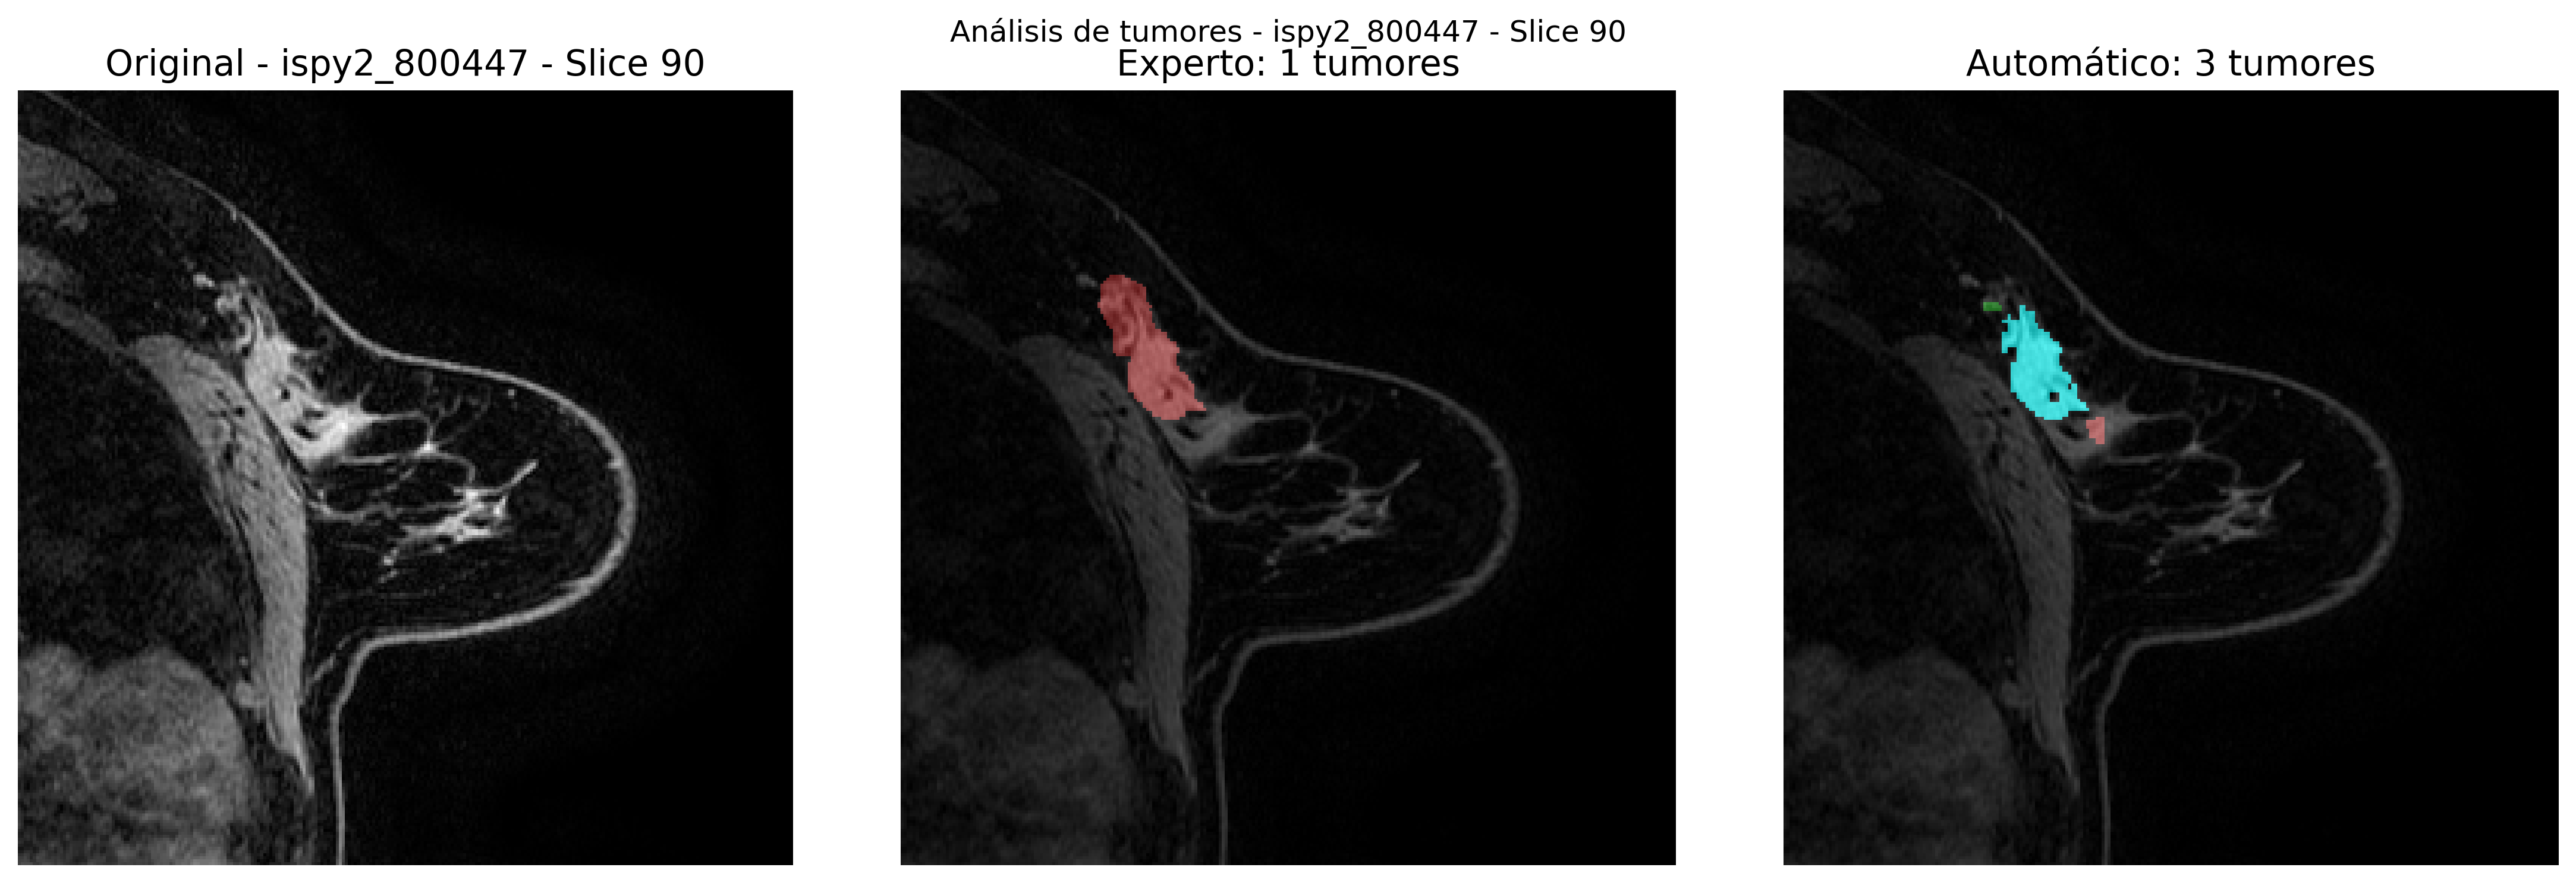 Análisis de tumores - ispy2_800447 - Slice 90
Original - ispy2_800447 - Slice 90
Experto: 1 tumores
Automático: 3 tumores